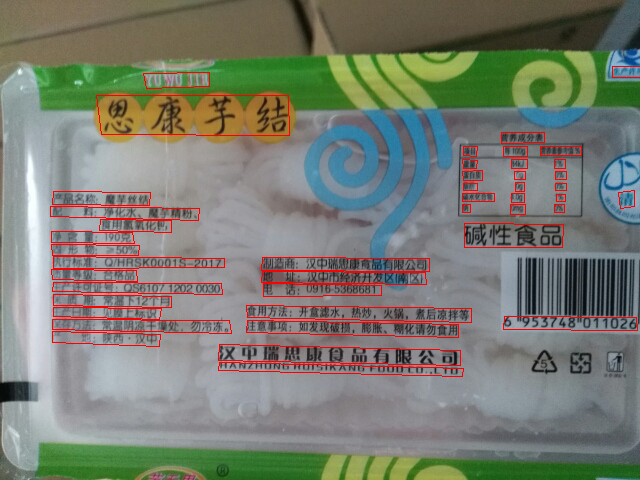 YU WU JIE
思康芋结
营养成分表
产品名称：魔芋丝结
配 料：净化水、魔芋精粉、
食用氢氧化钙
净含量：190克
固形物：≥50%
执行标准：Q/HRSK0001S-2017
质量等级：合格品
生产许可证号：QS6107 1202 0030
保质期：常温下12个月
生产日期：见膜上标识
贮存方法：常温阴凉干燥处，勿冷冻。
产 地：陕西·汉中
制造商：汉中瑞思康食品有限公司
地 址：汉中市经济开发区(南区)
电 话：0916-5368681
食用方法：开盒滤水，热炒，火锅，煮后凉拌等
注意事项：如发现破损，膨胀、糊化请勿食用
汉中瑞思康食品有限公司
HANZHONG RUISIKANG FOOD CO.,LTD
碱性食品
清
6 953748 011026